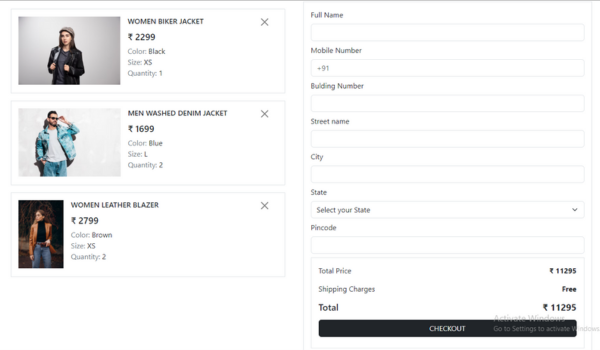 WOMEN BIKER JACKET
₹ 2299
Color: Black
Size: XS
Quantity: 1
MEN WASHED DENIM JACKET
₹ 1699
Color: Blue
Size: L
Quantity: 2
WOMEN LEATHER BLAZER
₹ 2799
Color: Brown
Size: XS
Quantity: 2
Full Name
Mobile Number
+91
Bulding Number
Street name
City
State
Select your State
Pincode
Total Price ₹ 11295
Shipping Charges Free
Total ₹ 11295
CHECKOUT
Activate Windows
Go to Settings to activate Windows